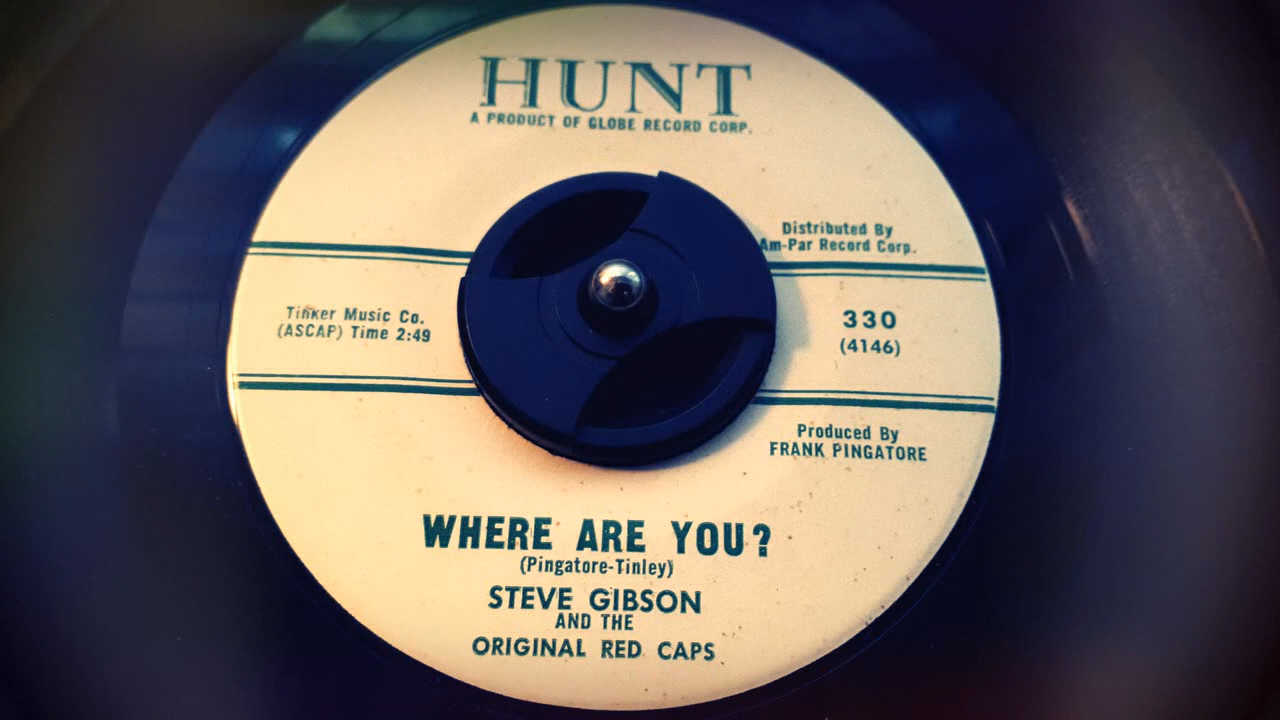 HUNT
A PRODUCT OF GLOBE RECORD CORP.
Distributed By
Am-Par Record Corp.
Tinker Music Co.
(ASCAP) Time 2:49
330
(4146)
Produced By
FRANK PINGATORE
WHERE ARE YOU?
(Pingatore-Tinley)
STEVE GIBSON
AND THE
ORIGINAL RED CAPS